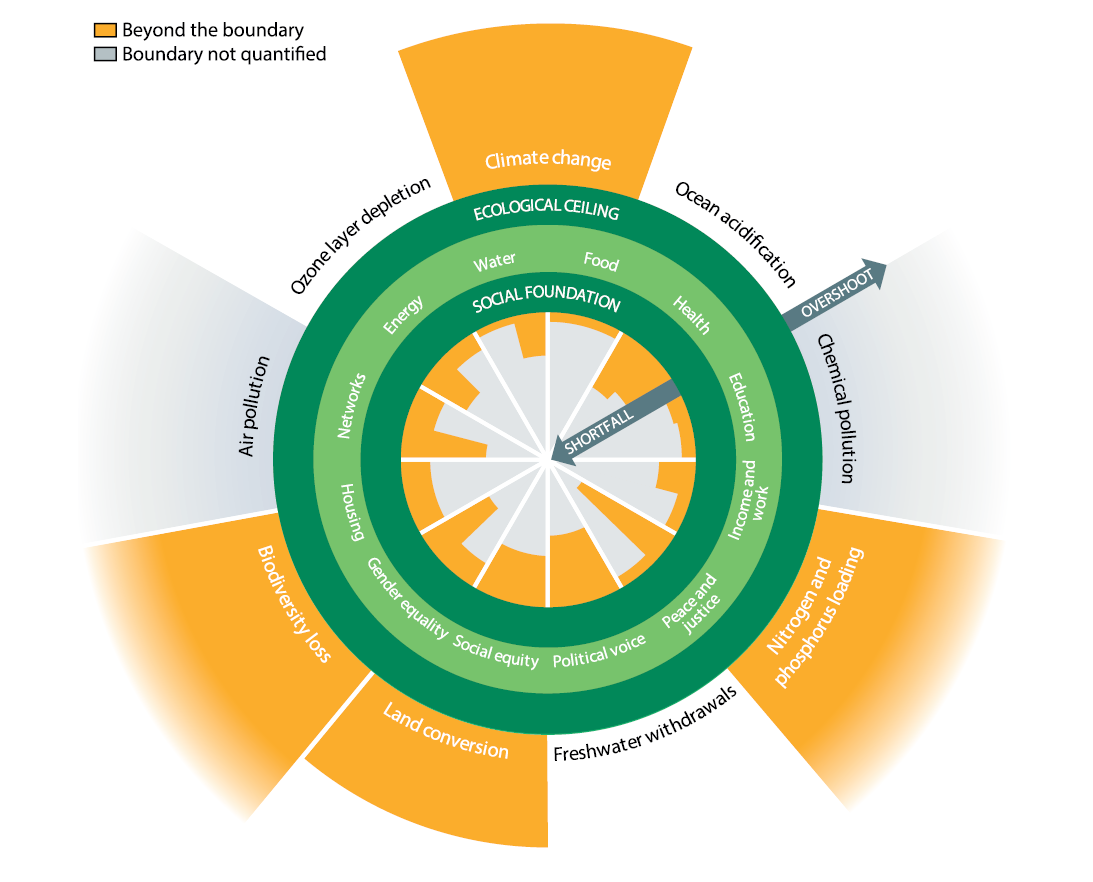 Beyond the boundary
Boundary not quantified
Climate change
Ozone layer depletion
Ocean acidification
ECOLOGICAL CEILING
Water
Food
Energy
Health
SOCIAL FOUNDATION
OVERSHOOT
Air pollution
Networks
Education
Chemical pollution
SHORTFALL
Housing
Income and
work
Gender equality
Peace and
justice
Social equity
Political voice
Biodiversity loss
Nitrogen and
phosphorus loading
Land conversion
Freshwater withdrawals